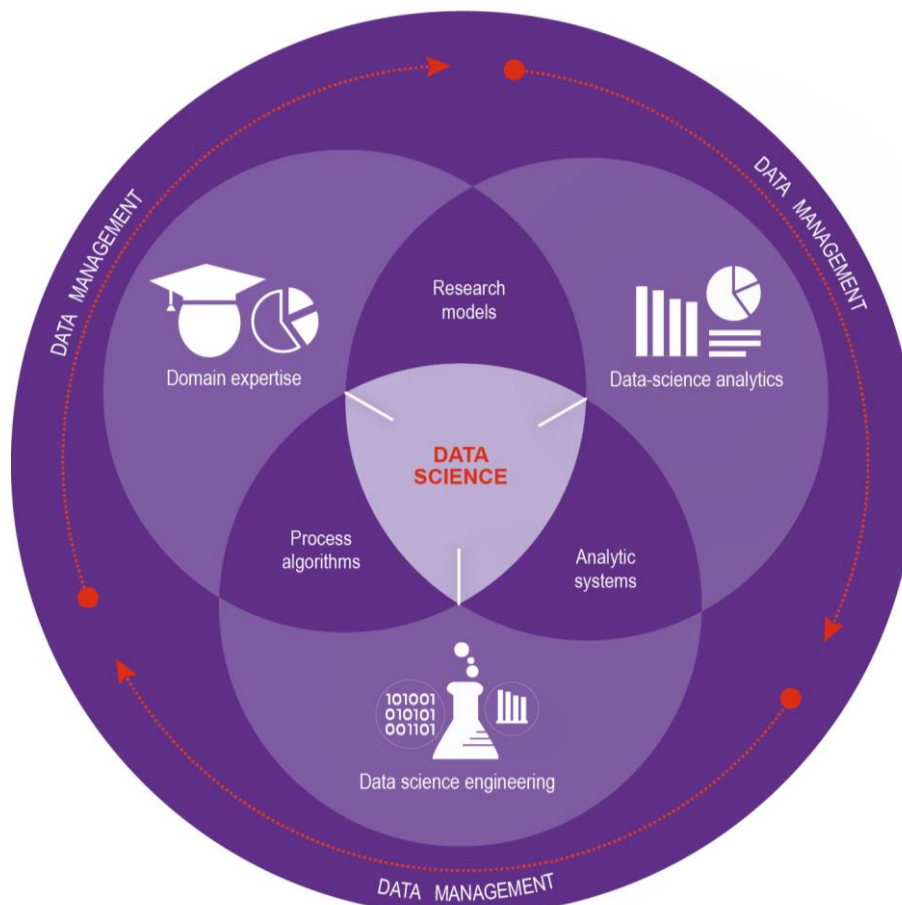 DATA MANAGEMENT
DATA MANAGEMENT
Research
models
Domain expertise
Data-science analytics
DATA
SCIENCE
Process
algorithms
Analytic
systems
101001
010101
001101
Data science engineering
DATA MANAGEMENT